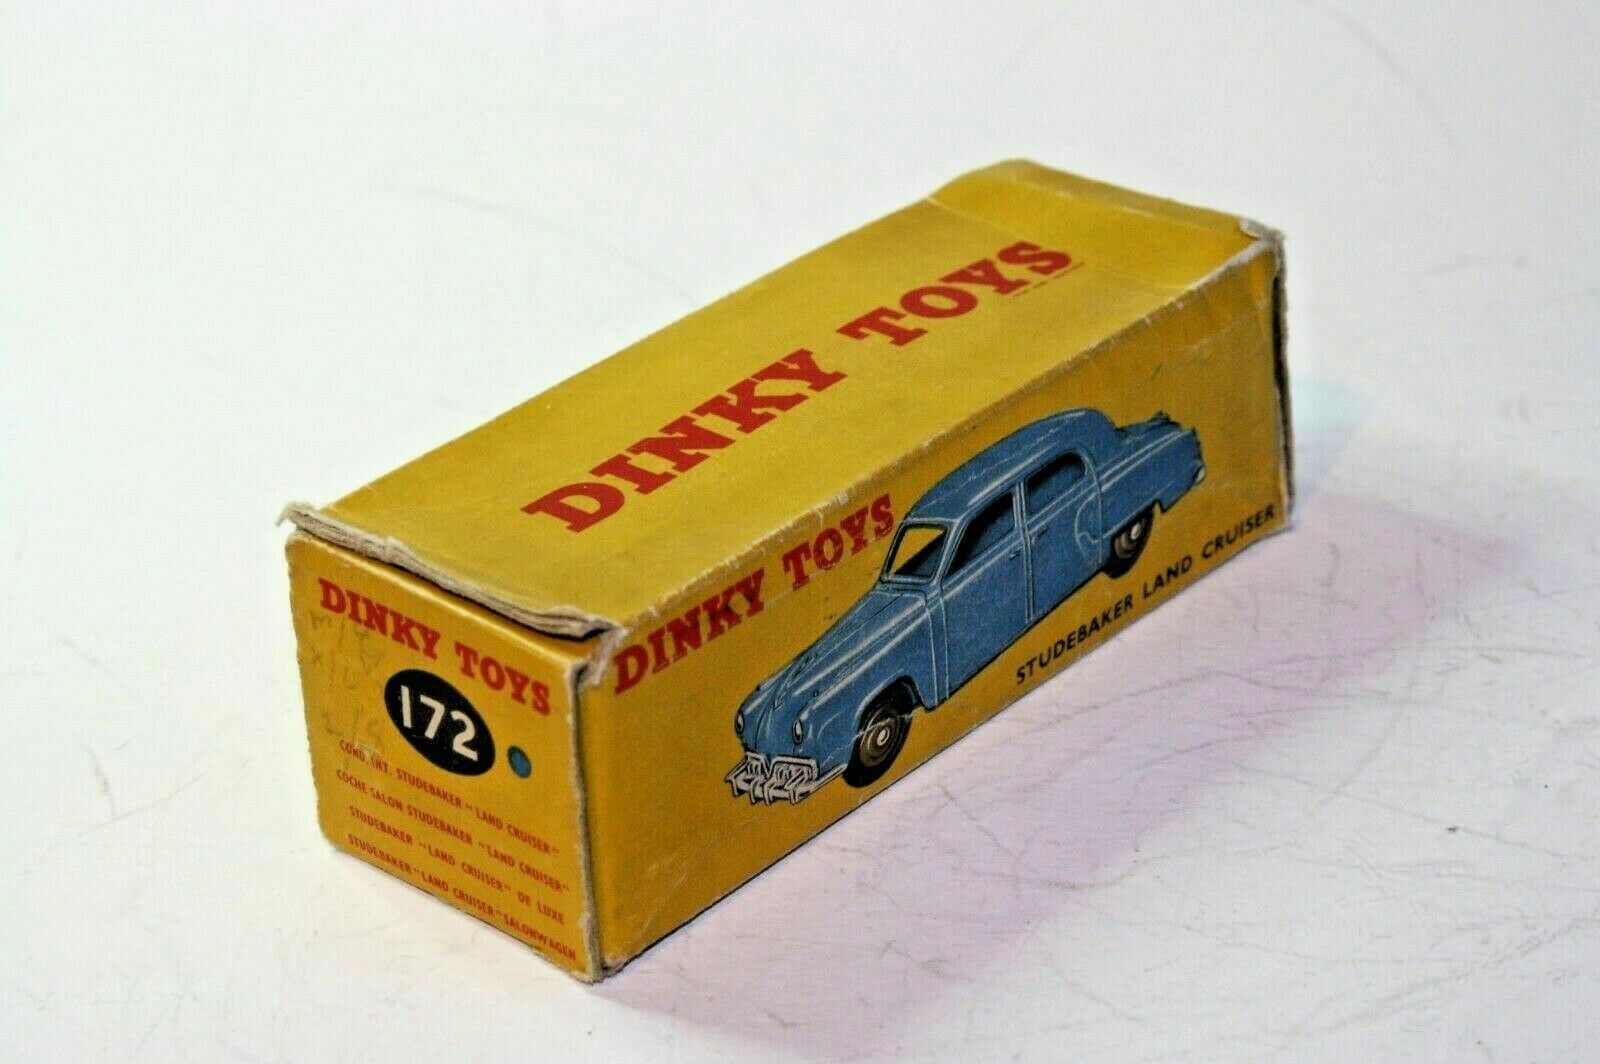 DINKY TOYS
DINKY TOYS
STUDEBAKER LAND CRUISER
DINKY TOYS
172
COND. INT. STUDEBAKER "LAND CRUISER"
COCHE SALON STUDEBAKER "LAND CRUISER"
STUDEBAKER "LAND CRUISER" DE LUXE
STUDEBAKER "LAND CRUISER" SALONWAGEN